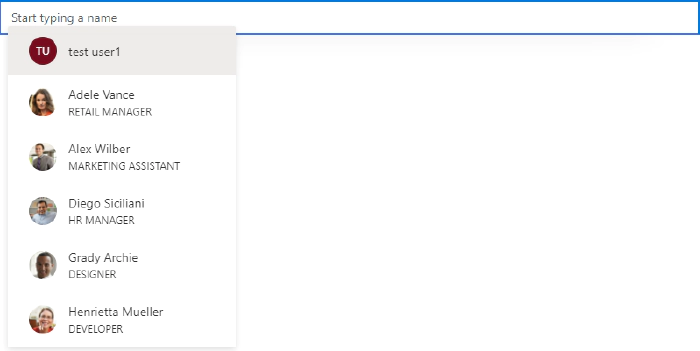 Start typing a name
TU
test user1
Adele Vance
RETAIL MANAGER
Alex Wilber
MARKETING ASSISTANT
Diego Siciliani
HR MANAGER
Grady Archie
DESIGNER
Henrietta Mueller
DEVELOPER